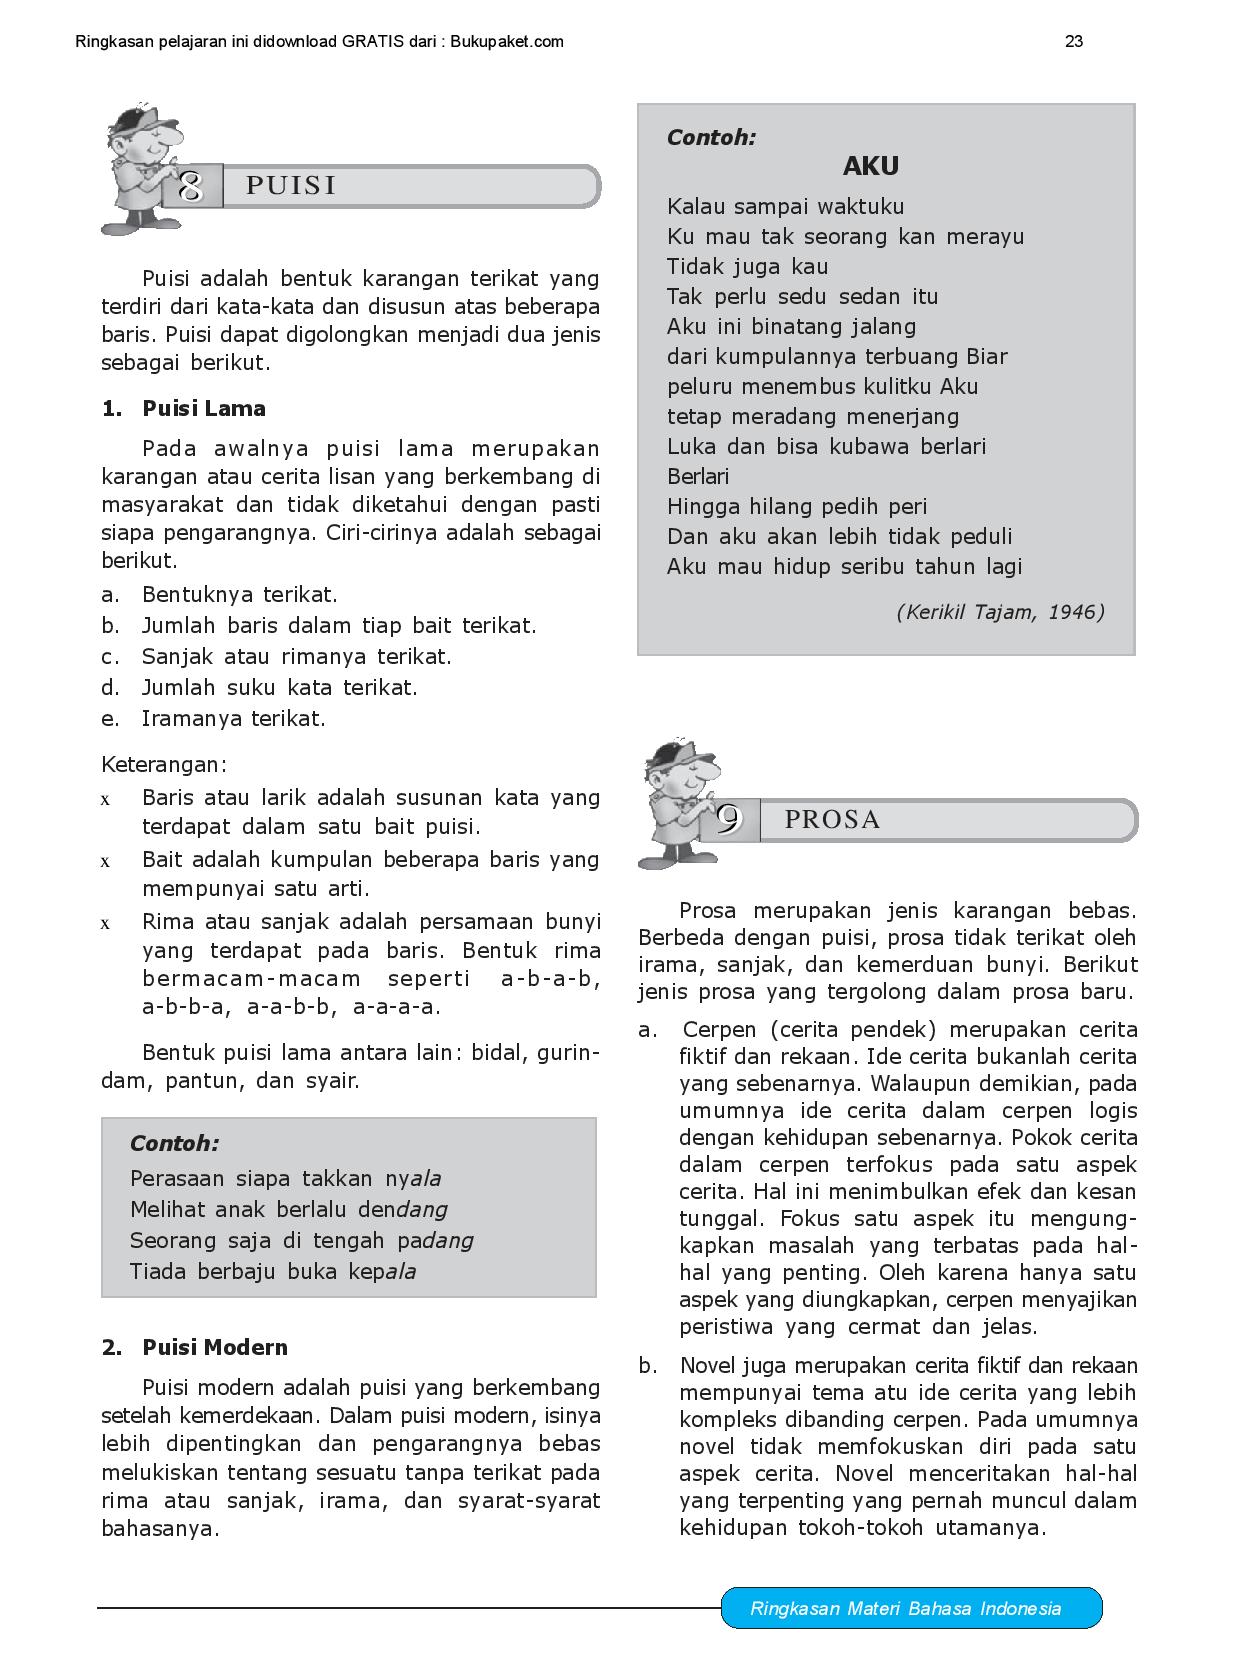 Ringkasan pelajaran ini didownload GRATIS dari : Bukupaket.com 23
8 PUISI
Puisi adalah bentuk karangan terikat yang
terdiri dari kata-kata dan disusun atas beberapa
baris. Puisi dapat digolongkan menjadi dua jenis
sebagai berikut.
1. Puisi Lama
Pada awalnya puisi lama merupakan
karangan atau cerita lisan yang berkembang di
masyarakat dan tidak diketahui dengan pasti
siapa pengarangnya. Ciri-cirinya adalah sebagai
berikut.
a. Bentuknya terikat.
b. Jumlah baris dalam tiap bait terikat.
c. Sanjak atau rimanya terikat.
d. Jumlah suku kata terikat.
e. Iramanya terikat.
Keterangan:
x Baris atau larik adalah susunan kata yang
terdapat dalam satu bait puisi.
x Bait adalah kumpulan beberapa baris yang
mempunyai satu arti.
x Rima atau sanjak adalah persamaan bunyi
yang terdapat pada baris. Bentuk rima
bermacam-macam seperti a-b-a-b,
a-b-b-a, a-a-b-b, a-a-a-a.
Bentuk puisi lama antara lain: bidal, gurin-
dam, pantun, dan syair.
Contoh:
Perasaan siapa takkan nyala
Melihat anak berlalu dendang
Seorang saja di tengah padang
Tiada berbaju buka kepala
2. Puisi Modern
Puisi modern adalah puisi yang berkembang
setelah kemerdekaan. Dalam puisi modern, isinya
lebih dipentingkan dan pengarangnya bebas
melukiskan tentang sesuatu tanpa terikat pada
rima atau sanjak, irama, dan syarat-syarat
bahasanya.
Contoh:
AKU
Kalau sampai waktuku
Ku mau tak seorang kan merayu
Tidak juga kau
Tak perlu sedu sedan itu
Aku ini binatang jalang
dari kumpulannya terbuang Biar
peluru menembus kulitku Aku
tetap meradang menerjang
Luka dan bisa kubawa berlari
Berlari
Hingga hilang pedih peri
Dan aku akan lebih tidak peduli
Aku mau hidup seribu tahun lagi
(Kerikil Tajam, 1946)
9 PROSA
Prosa merupakan jenis karangan bebas.
Berbeda dengan puisi, prosa tidak terikat oleh
irama, sanjak, dan kemerduan bunyi. Berikut
jenis prosa yang tergolong dalam prosa baru.
a. Cerpen (cerita pendek) merupakan cerita
fiktif dan rekaan. Ide cerita bukanlah cerita
yang sebenarnya. Walaupun demikian, pada
umumnya ide cerita dalam cerpen logis
dengan kehidupan sebenarnya. Pokok cerita
dalam cerpen terfokus pada satu aspek
cerita. Hal ini menimbulkan efek dan kesan
tunggal. Fokus satu aspek itu mengung-
kapkan masalah yang terbatas pada hal-
hal yang penting. Oleh karena hanya satu
aspek yang diungkapkan, cerpen menyajikan
peristiwa yang cermat dan jelas.
b. Novel juga merupakan cerita fiktif dan rekaan
mempunyai tema atu ide cerita yang lebih
kompleks dibanding cerpen. Pada umumnya
novel tidak memfokuskan diri pada satu
aspek cerita. Novel menceritakan hal-hal
yang terpenting yang pernah muncul dalam
kehidupan tokoh-tokoh utamanya.
Ringkasan Materi Bahasa Indonesia